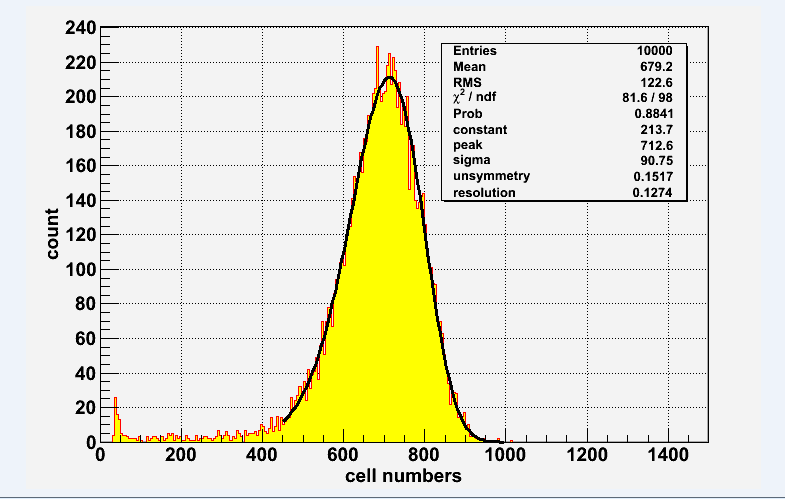 240
220
200
180
160
140
120
100
80
60
40
20
0
count
Entries 10000
Mean 679.2
RMS 122.6
χ² / ndf 81.6 / 98
Prob 0.8841
constant 213.7
peak 712.6
sigma 90.75
unsymmetry 0.1517
resolution 0.1274
0 200 400 600 800 1000 1200 1400
cell numbers